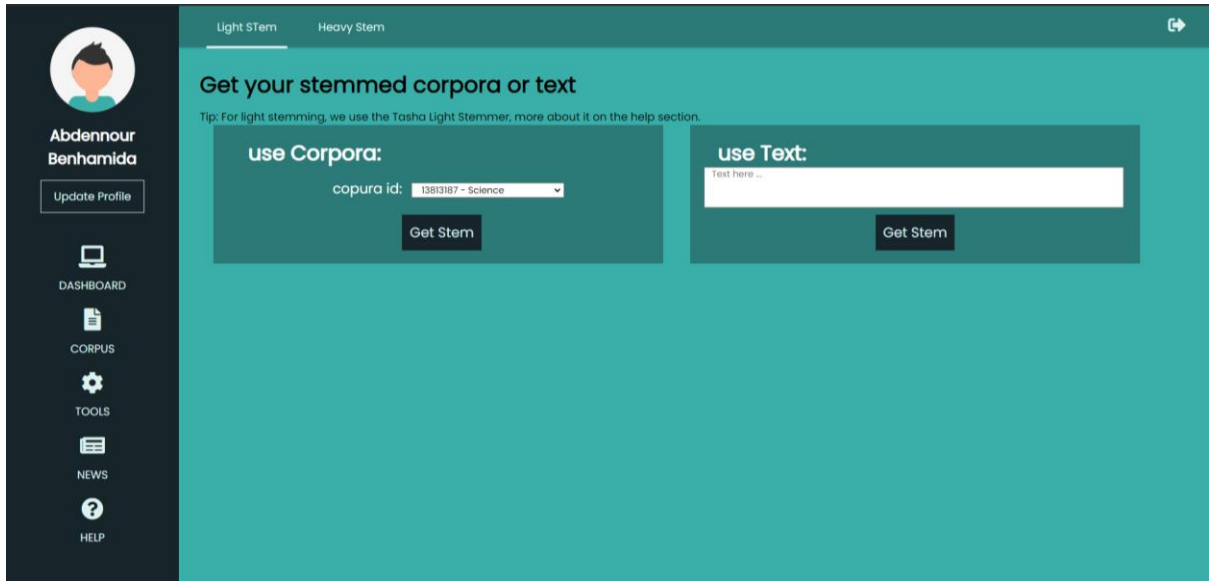 Light STem
Heavy Stem
Abdennour
Benhamida
Update Profile
DASHBOARD
CORPUS
TOOLS
NEWS
HELP
Get your stemmed corpora or text
Tip: For light stemming, we use the Tasha Light Stemmer, more about it on the help section.
use Corpora:
copura id:
13813187 - Science
Get Stem
use Text:
Text here ...
Get Stem